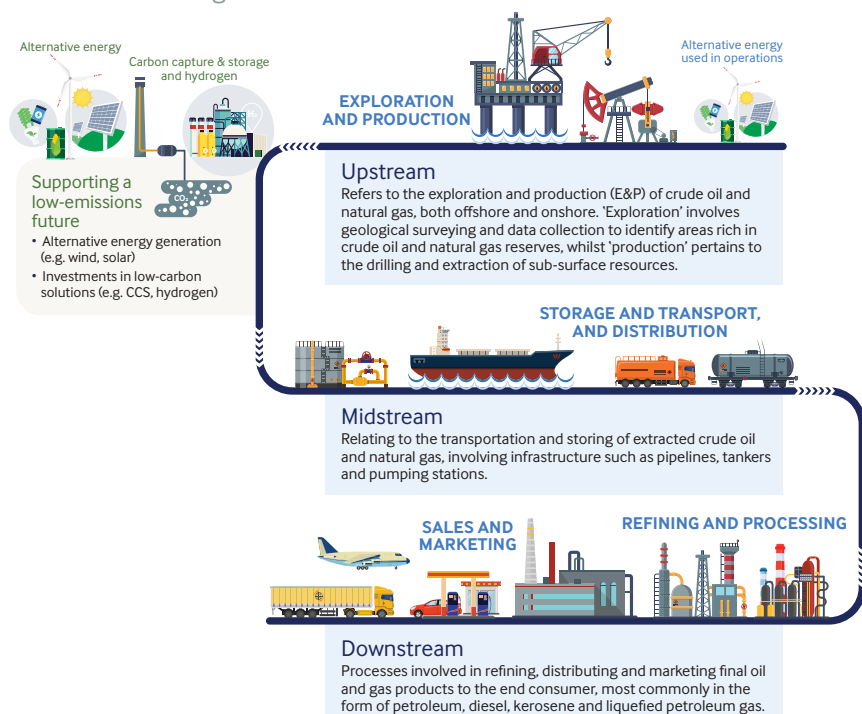 Alternative energy
Carbon capture & storage
and hydrogen
Alternative energy
used in operations
EXPLORATION
AND PRODUCTION
Supporting a
low-emissions
future
• Alternative energy generation
(e.g. wind, solar)
• Investments in low-carbon
solutions (e.g. CCS, hydrogen)
CO₂
Upstream
Refers to the exploration and production (E&P) of crude oil and
natural gas, both offshore and onshore. ‘Exploration’ involves
geological surveying and data collection to identify areas rich in
crude oil and natural gas reserves, whilst ‘production’ pertains to
the drilling and extraction of sub-surface resources.
STORAGE AND TRANSPORT,
AND DISTRIBUTION
Midstream
Relating to the transportation and storing of extracted crude oil
and natural gas, involving infrastructure such as pipelines, tankers
and pumping stations.
SALES AND
MARKETING
REFINING AND PROCESSING
Downstream
Processes involved in refining, distributing and marketing final oil
and gas products to the end consumer, most commonly in the
form of petroleum, diesel, kerosene and liquefied petroleum gas.